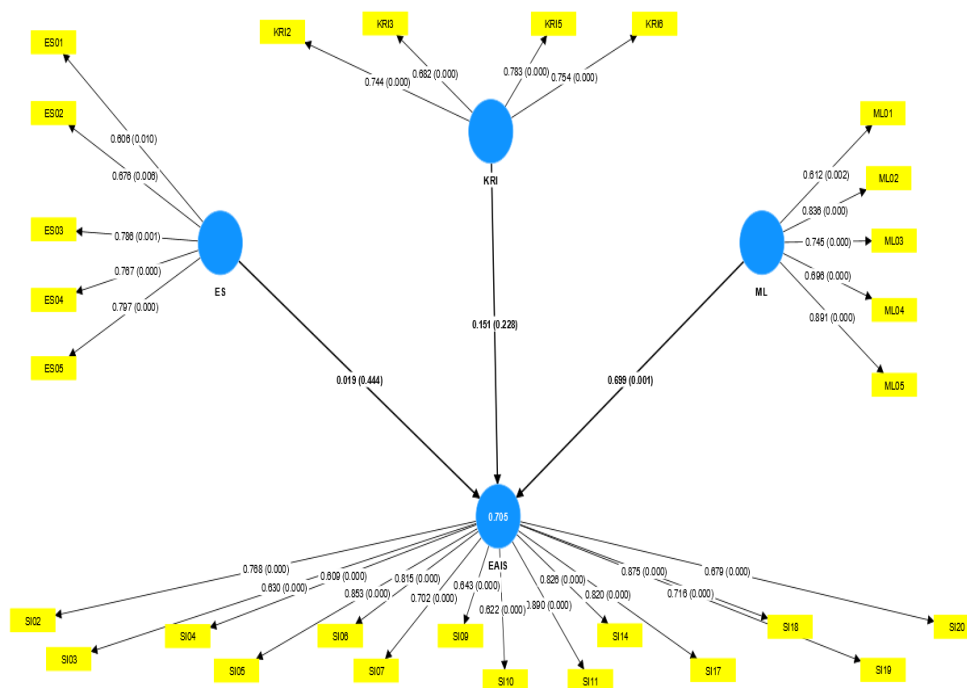 KRI2
KRI3
KRI5
KRI6
ES01
0.744 (0.000)
0.682 (0.000)
0.783 (0.000)
0.754 (0.000)
ES02
ML01
KRI
0.606 (0.010)
0.612 (0.002)
ML02
0.676 (0.006)
0.836 (0.000)
ES03
0.786 (0.001)
0.745 (0.000)
ML03
ES04
0.767 (0.000)
ES
ML
0.696 (0.000)
ML04
0.797 (0.000)
0.891 (0.000)
ES05
0.151 (0.228)
ML05
0.019 (0.444)
0.699 (0.001)
0.705
EAIS
0.768 (0.000)
0.630 (0.000)
0.609 (0.000)
0.853 (0.000)
0.815 (0.000)
0.702 (0.000)
0.643 (0.000)
0.622 (0.000)
0.890 (0.000)
0.826 (0.000)
0.820 (0.000)
0.875 (0.000)
0.716 (0.000)
0.679 (0.000)
SI02
SI03
SI04
SI05
SI06
SI07
SI09
SI10
SI11
SI14
SI17
SI18
SI19
SI20